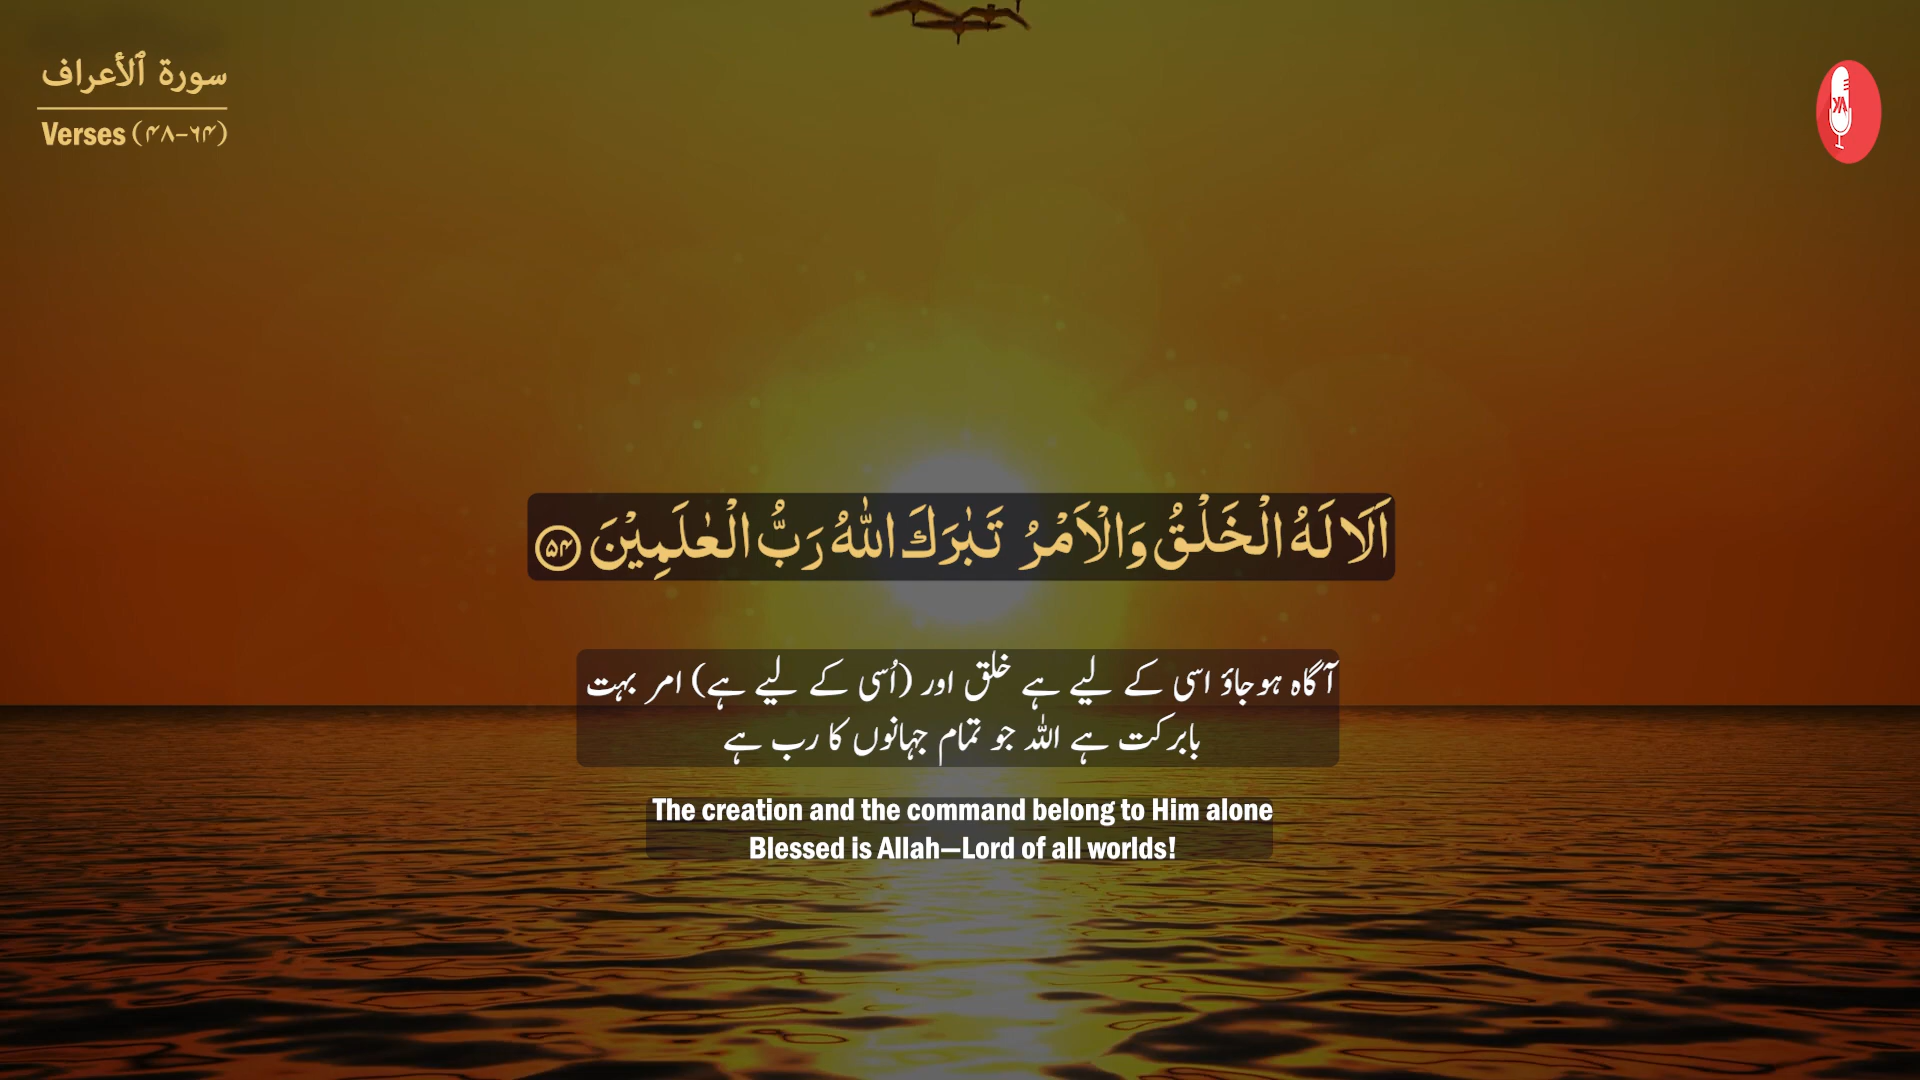 سورة ٱلأعراف
Verses (۴۸-۶۴)
YA
اَلَا لَهُ الْخَلْقُ وَالْاَمْرُ تَبٰرَكَ اللّٰهُ رَبُّ الْعٰلَمِيْنَ ۵۴
آگاہ ہوجاؤ اسی کے لیے ہے خلق اور (اُسی کے لیے ہے) امر بہت
بابرکت ہے اللہ جو تمام جہانوں کا رب ہے
The creation and the command belong to Him alone
Blessed is Allah—Lord of all worlds!